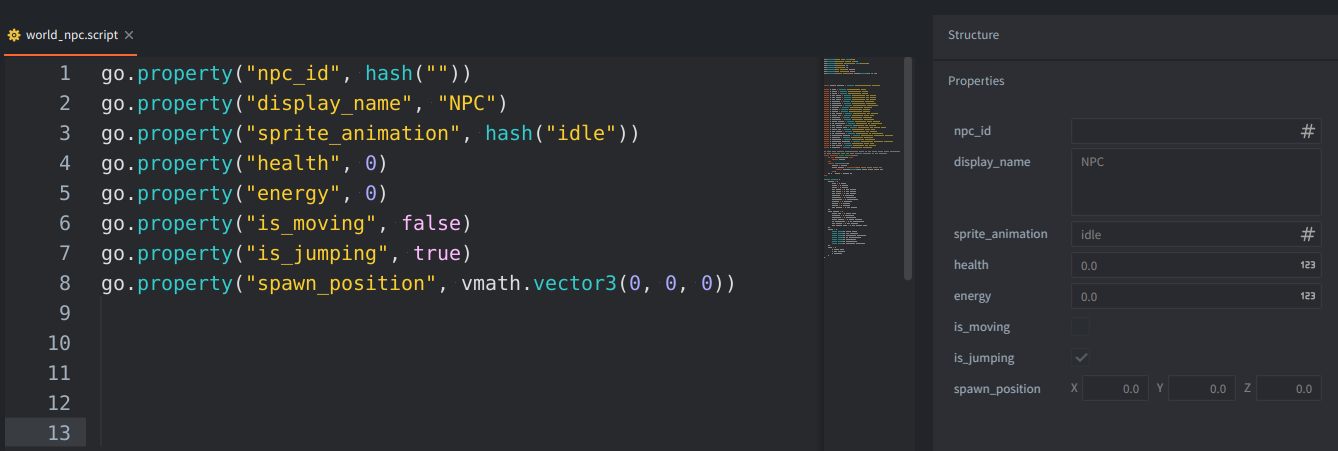 world_npc.script
1 go.property("npc_id", hash(""))
2 go.property("display_name", "NPC")
3 go.property("sprite_animation", hash("idle"))
4 go.property("health", 0)
5 go.property("energy", 0)
6 go.property("is_moving", false)
7 go.property("is_jumping", true)
8 go.property("spawn_position", vmath.vector3(0, 0, 0))
9
10
11
12
13
Structure
Properties
npc_id #
display_name NPC
sprite_animation idle #
health 0.0 123
energy 0.0 123
is_moving
is_jumping
spawn_position X 0.0 Y 0.0 Z 0.0